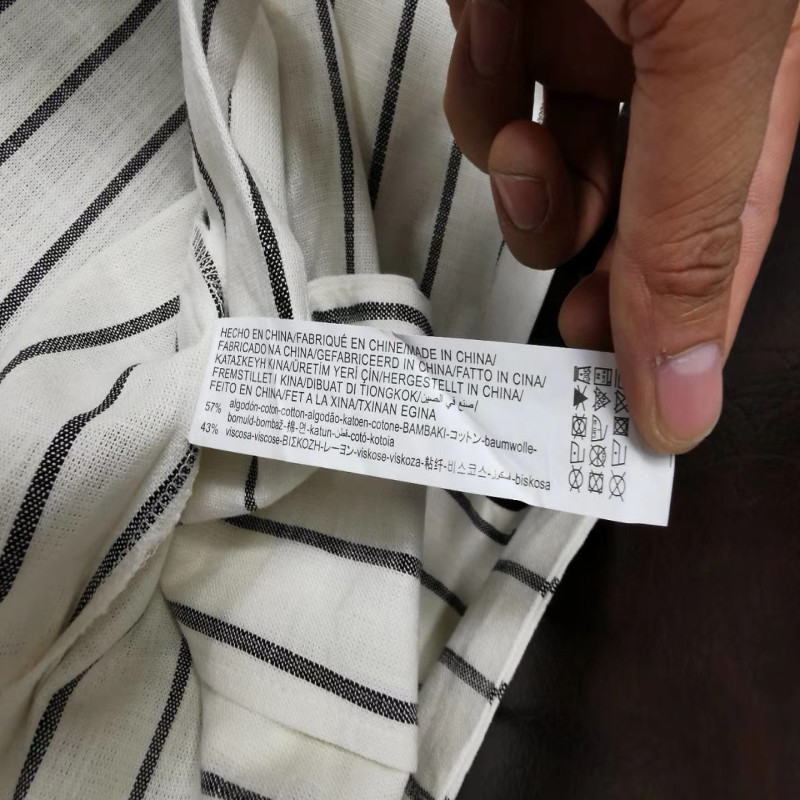 HECHO EN CHINA/FABRIQUÉ EN CHINE/MADE IN CHINA/
FABRICADO NA CHINA/GEFABRICEERD IN CHINA/FATTO IN CINA/
KATAZKEYH KINA/ÜRETİM YERİ ÇİN/HERGESTELLT IN CHINA/
FREMSTILLET I KINA/DIBUAT DI TIONGKOK/صنع في الصين/
FEITO EN CHINA/FET A LA XINA/TXINAN EGINA
57% algodón-coton-cotton-algodão-katoen-cotone-BAMBAKI-コットン-baumwolle-
bomuld-bombaž-棉-면-katun-قطن-cotó-kotoia
43% viscosa-viscose-ΒΙΣΚΟΖΗ-レーヨン-viskose-viskoza-粘纤-비스코스-فسكوز-biskosa